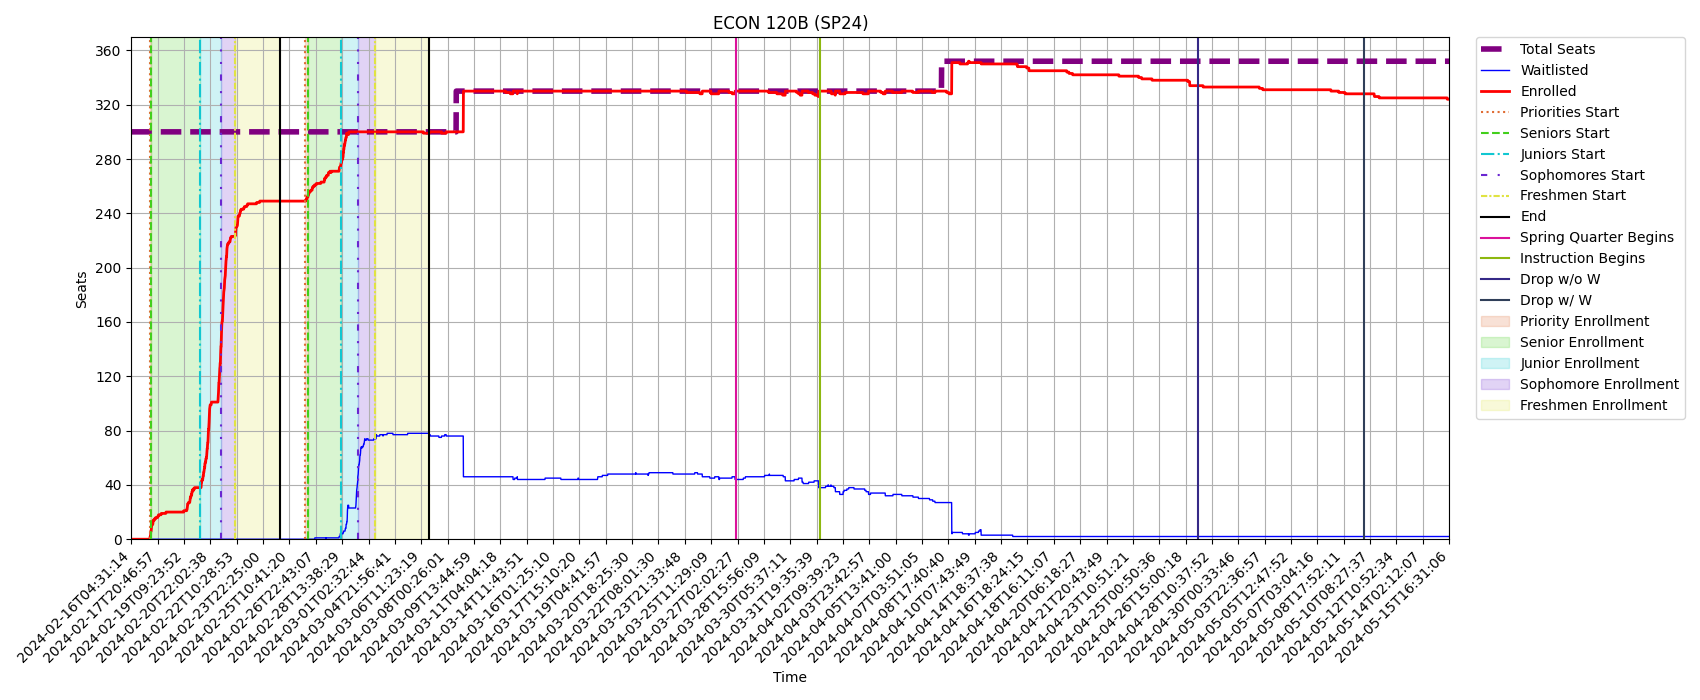 ECON 120B (SP24)
360
320
280
240
200
160
120
80
40
0
Seats
2024-02-16T04:31:14
2024-02-17T20:46:57
2024-02-19T09:23:52
2024-02-20T22:02:38
2024-02-22T10:28:53
2024-02-23T22:25:00
2024-02-25T10:41:20
2024-02-26T22:43:07
2024-02-28T13:38:29
2024-03-01T02:32:44
2024-03-04T21:56:41
2024-03-06T11:23:19
2024-03-08T00:26:01
2024-03-09T13:44:59
2024-03-11T04:04:18
2024-03-14T11:43:51
2024-03-16T01:25:10
2024-03-17T15:10:20
2024-03-19T04:41:57
2024-03-20T18:25:30
2024-03-22T08:01:30
2024-03-23T21:33:48
2024-03-25T11:29:09
2024-03-27T02:02:27
2024-03-28T15:56:09
2024-03-30T05:37:11
2024-03-31T19:35:39
2024-04-02T09:39:23
2024-04-03T23:42:57
2024-04-05T13:41:00
2024-04-07T03:51:05
2024-04-08T17:40:40
2024-04-10T07:43:49
2024-04-14T18:37:38
2024-04-16T18:24:15
2024-04-18T16:11:07
2024-04-20T06:18:27
2024-04-21T20:43:49
2024-04-23T10:51:21
2024-04-25T00:50:36
2024-04-26T15:00:18
2024-04-28T10:37:52
2024-04-30T00:33:46
2024-05-03T22:36:57
2024-05-05T12:47:52
2024-05-07T03:04:16
2024-05-08T17:52:11
2024-05-10T08:27:37
2024-05-12T10:52:34
2024-05-14T02:12:07
2024-05-15T16:31:06
Time
Total Seats
Waitlisted
Enrolled
Priorities Start
Seniors Start
Juniors Start
Sophomores Start
Freshmen Start
End
Spring Quarter Begins
Instruction Begins
Drop w/o W
Drop w/ W
Priority Enrollment
Senior Enrollment
Junior Enrollment
Sophomore Enrollment
Freshmen Enrollment